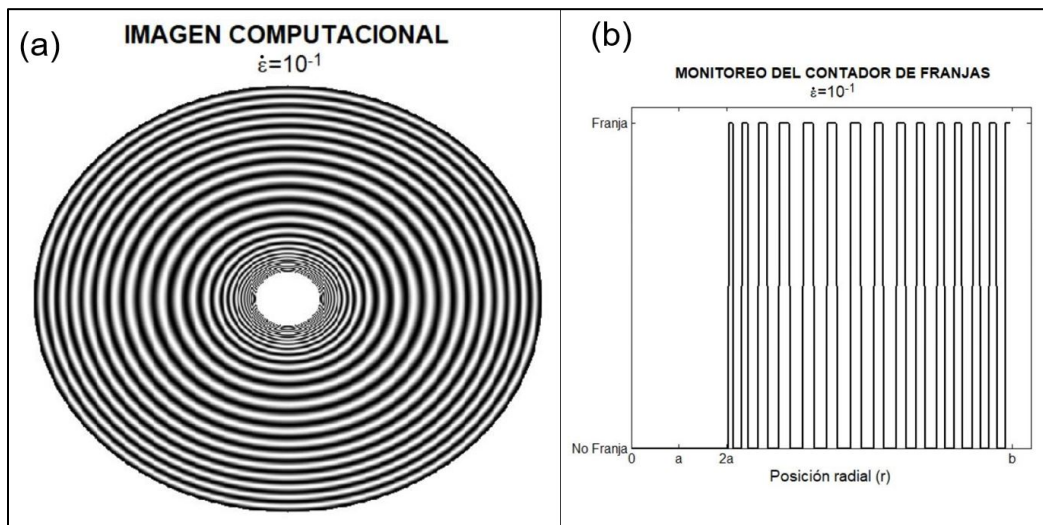 (a)
IMAGEN COMPUTACIONAL
ε̇=10⁻¹
(b)
MONITOREO DEL CONTADOR DE FRANJAS
ε̇=10⁻¹
Franja
No Franja
0 a 2a b
Posición radial (r)